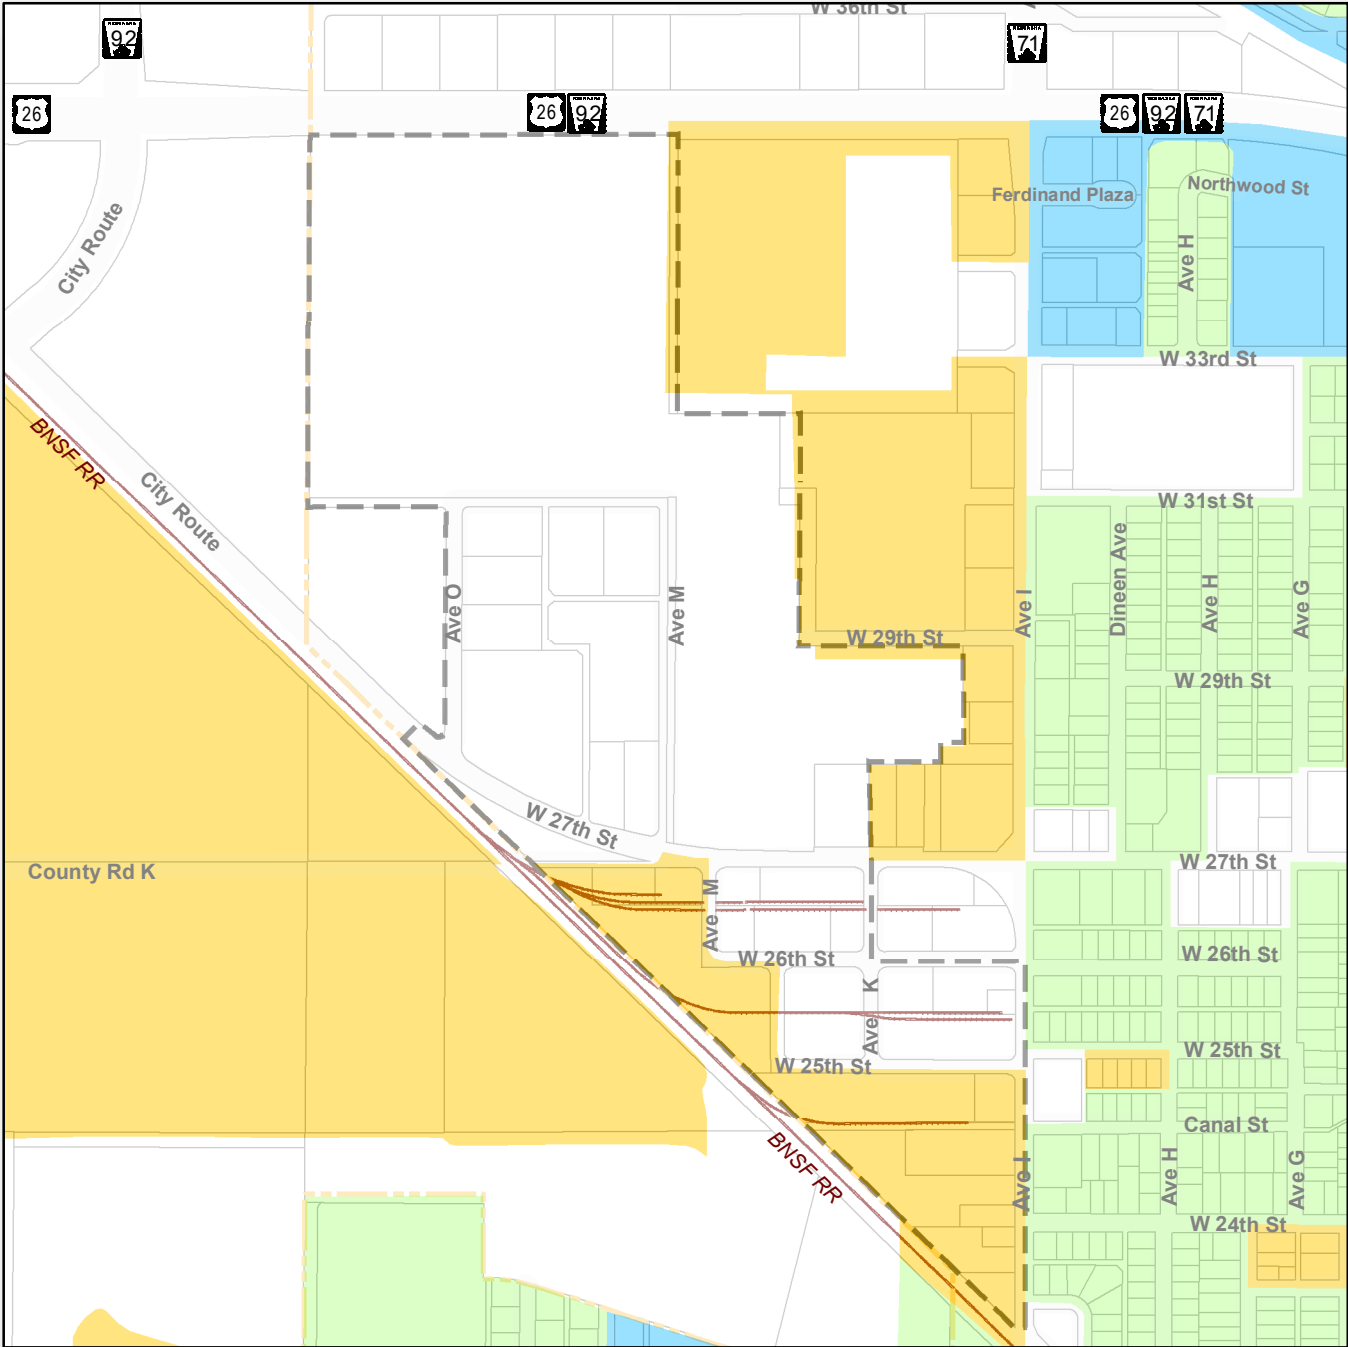 W 36th St
92
71
26
26
92
26
92
71
Ferdinand Plaza
Northwood St
City Route
Ave H
W 33rd St
BNSF RR
City Route
W 31st St
Ave O
Ave M
Ave I
Dineen Ave
Ave H
Ave G
W 29th St
W 29th St
W 27th St
County Rd K
W 27th St
Ave M
W 26th St
W 26th St
Ave K
W 25th St
W 25th St
Canal St
BNSF RR
Ave I
Ave H
Ave G
W 24th St